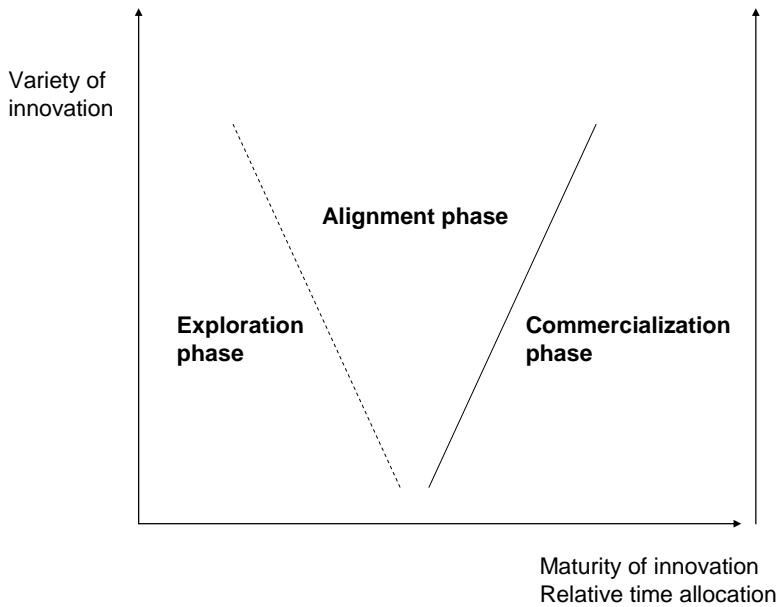 Variety of
innovation
Alignment phase
Exploration
phase
Commercialization
phase
Maturity of innovation
Relative time allocation